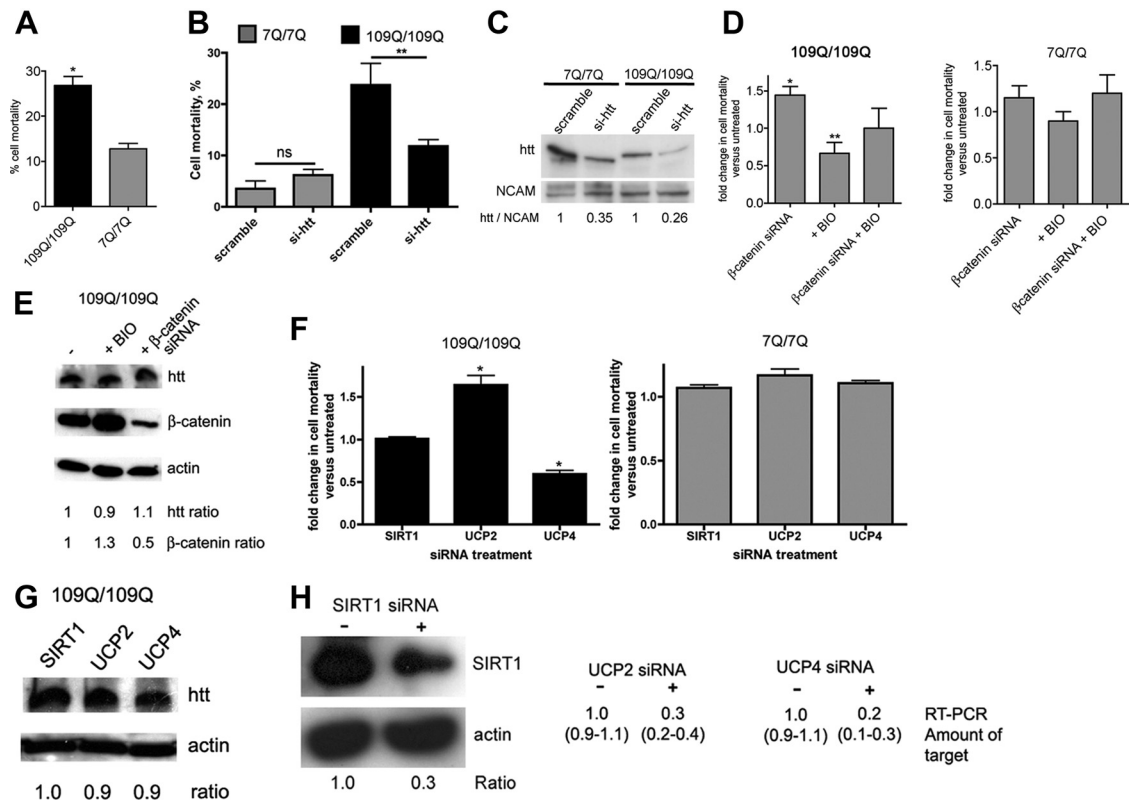 A
*
% cell mortality
30
20
10
0
109Q/109Q
7Q/7Q
B
7Q/7Q
109Q/109Q
**
ns
Cell mortality, %
30
20
10
0
scramble
si-htt
scramble
si-htt
C
7Q/7Q 109Q/109Q
scramble
si-htt
scramble
si-htt
htt
NCAM
htt / NCAM 1 0.35 1 0.26
D
109Q/109Q
fold change in cell mortality
versus untreated
1.5
1.0
0.5
0.0
*
**
β-catenin siRNA
+ BIO
β-catenin siRNA + BIO
7Q/7Q
fold change in cell mortality
versus untreated
1.5
1.0
0.5
0.0
βcatenin siRNA
+ BIO
βcatenin siRNA + BIO
E
109Q/109Q
-
+ BIO
+ β-catenin
siRNA
htt
β-catenin
actin
1 0.9 1.1 htt ratio
1 1.3 0.5 β-catenin ratio
F
109Q/109Q
fold change in cell mortality
versus untreated
1.5
1.0
0.5
0.0
*
*
SIRT1 UCP2 UCP4
siRNA treatment
7Q/7Q
fold change in cell mortality
versus untreated
1.0
0.5
0.0
SIRT1 UCP2 UCP4
siRNA treatment
G
109Q/109Q
SIRT1
UCP2
UCP4
htt
actin
1.0 0.9 0.9 ratio
H
SIRT1 siRNA
- +
SIRT1
actin
1.0 0.3 Ratio
UCP2 siRNA
- +
1.0 0.3
(0.9-1.1) (0.2-0.4)
UCP4 siRNA
- +
1.0 0.2
(0.9-1.1) (0.1-0.3)
RT-PCR
Amount of
target